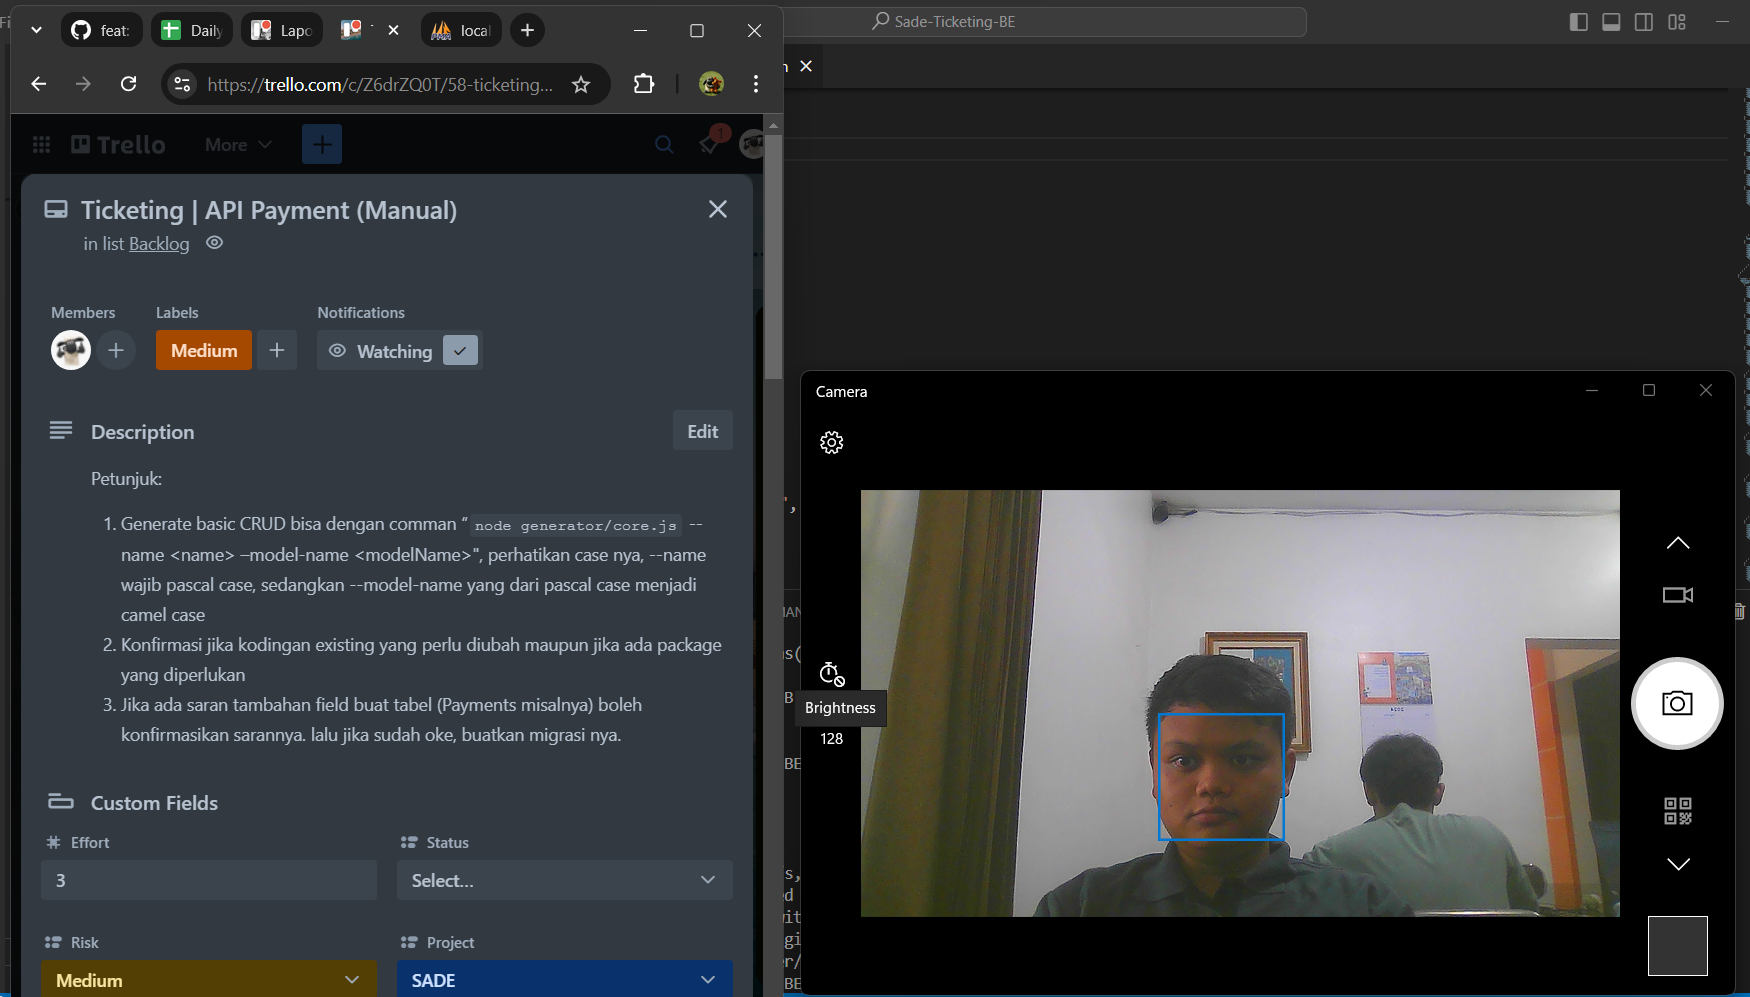 feat:
Daily
Lapo
local
Sade-Ticketing-BE
https://trello.com/c/Z6drZQ0T/58-ticketing...
Trello
More
1
Ticketing | API Payment (Manual)
in list Backlog
Members
Labels
Notifications
Medium
Watching
Description
Edit
Petunjuk:
1. Generate basic CRUD bisa dengan comman “ node generator/core.js --
name <name> –model-name <modelName>", perhatikan case nya, --name
wajib pascal case, sedangkan --model-name yang dari pascal case menjadi
camel case
2. Konfirmasi jika kodingan existing yang perlu diubah maupun jika ada package
yang diperlukan
3. Jika ada saran tambahan field buat tabel (Payments misalnya) boleh
konfirmasikan sarannya. lalu jika sudah oke, buatkan migrasi nya.
Custom Fields
Effort
Status
3
Select...
Risk
Project
Medium
SADE
Camera
Brightness
128